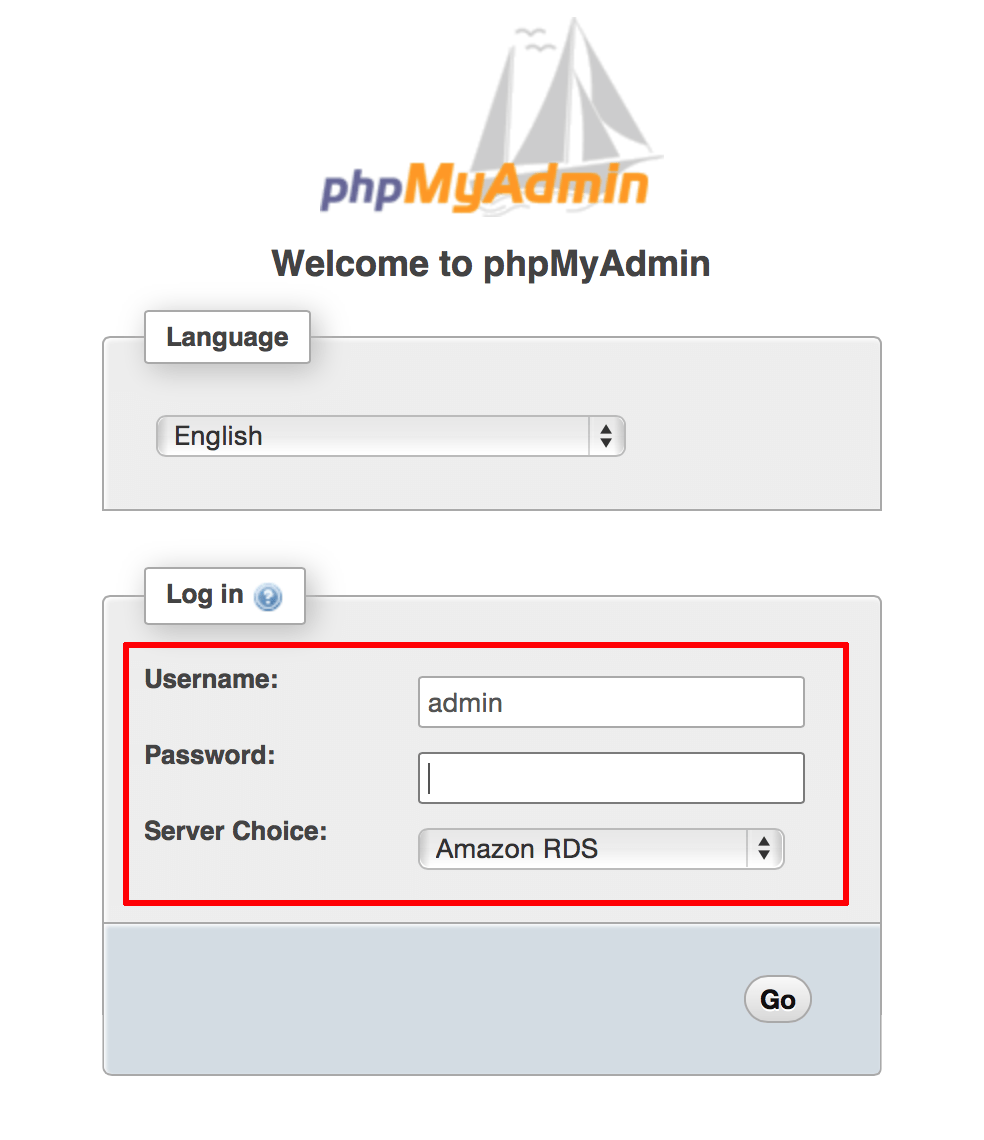 phpMyAdmin
Welcome to phpMyAdmin
Language
English
Log in
Username:
admin
Password:
Server Choice:
Amazon RDS
Go